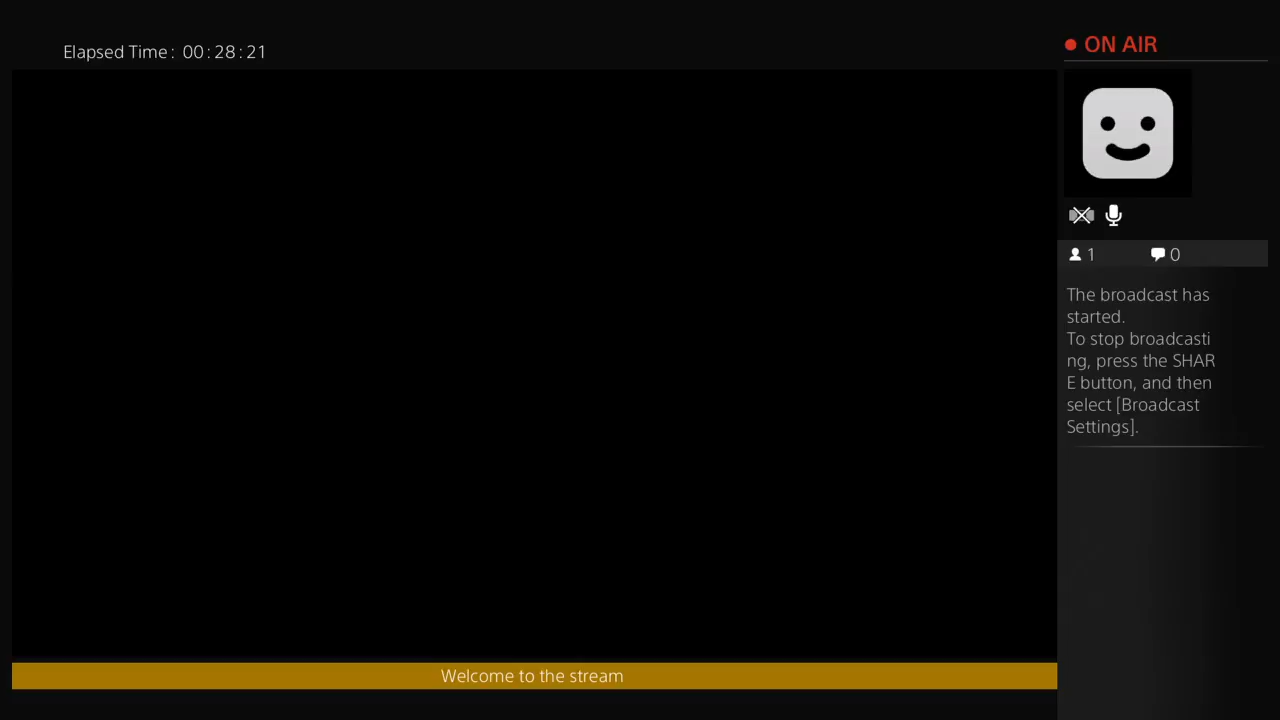 Elapsed Time: 00:28:21
ON AIR
1 0
The broadcast has
started.
To stop broadcasti
ng, press the SHAR
E button, and then
select [Broadcast
Settings].
Welcome to the stream